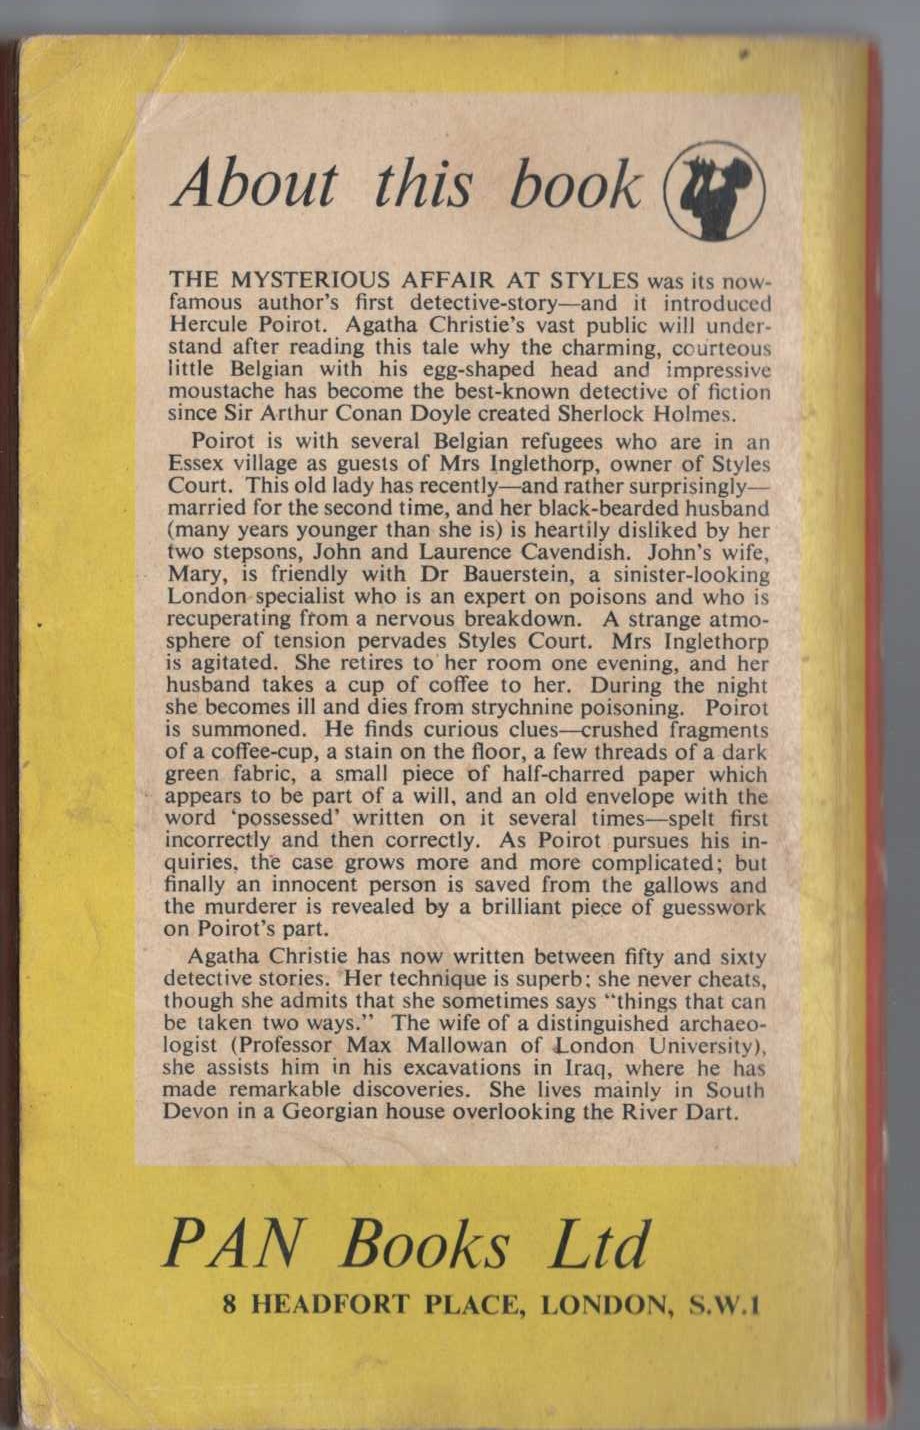 About this book
THE MYSTERIOUS AFFAIR AT STYLES was its now-
famous author's first detective-story—and it introduced
Hercule Poirot. Agatha Christie's vast public will under-
stand after reading this tale why the charming, courteous
little Belgian with his egg-shaped head and impressive
moustache has become the best-known detective of fiction
since Sir Arthur Conan Doyle created Sherlock Holmes.
Poirot is with several Belgian refugees who are in an
Essex village as guests of Mrs Inglethorp, owner of Styles
Court. This old lady has recently—and rather surprisingly—
married for the second time, and her black-bearded husband
(many years younger than she is) is heartily disliked by her
two stepsons, John and Laurence Cavendish. John's wife,
Mary, is friendly with Dr Bauerstein, a sinister-looking
London specialist who is an expert on poisons and who is
recuperating from a nervous breakdown. A strange atmo-
sphere of tension pervades Styles Court. Mrs Inglethorp
is agitated. She retires to her room one evening, and her
husband takes a cup of coffee to her. During the night
she becomes ill and dies from strychnine poisoning. Poirot
is summoned. He finds curious clues—crushed fragments
of a coffee-cup, a stain on the floor, a few threads of a dark
green fabric, a small piece of half-charred paper which
appears to be part of a will, and an old envelope with the
word ‘possessed’ written on it several times—spelt first
incorrectly and then correctly. As Poirot pursues his in-
quiries, the case grows more and more complicated; but
finally an innocent person is saved from the gallows and
the murderer is revealed by a brilliant piece of guesswork
on Poirot's part.
Agatha Christie has now written between fifty and sixty
detective stories. Her technique is superb; she never cheats,
though she admits that she sometimes says “things that can
be taken two ways.” The wife of a distinguished archaeo-
logist (Professor Max Mallowan of London University),
she assists him in his excavations in Iraq, where he has
made remarkable discoveries. She lives mainly in South
Devon in a Georgian house overlooking the River Dart.
PAN Books Ltd
8 HEADFORT PLACE, LONDON, S.W.1